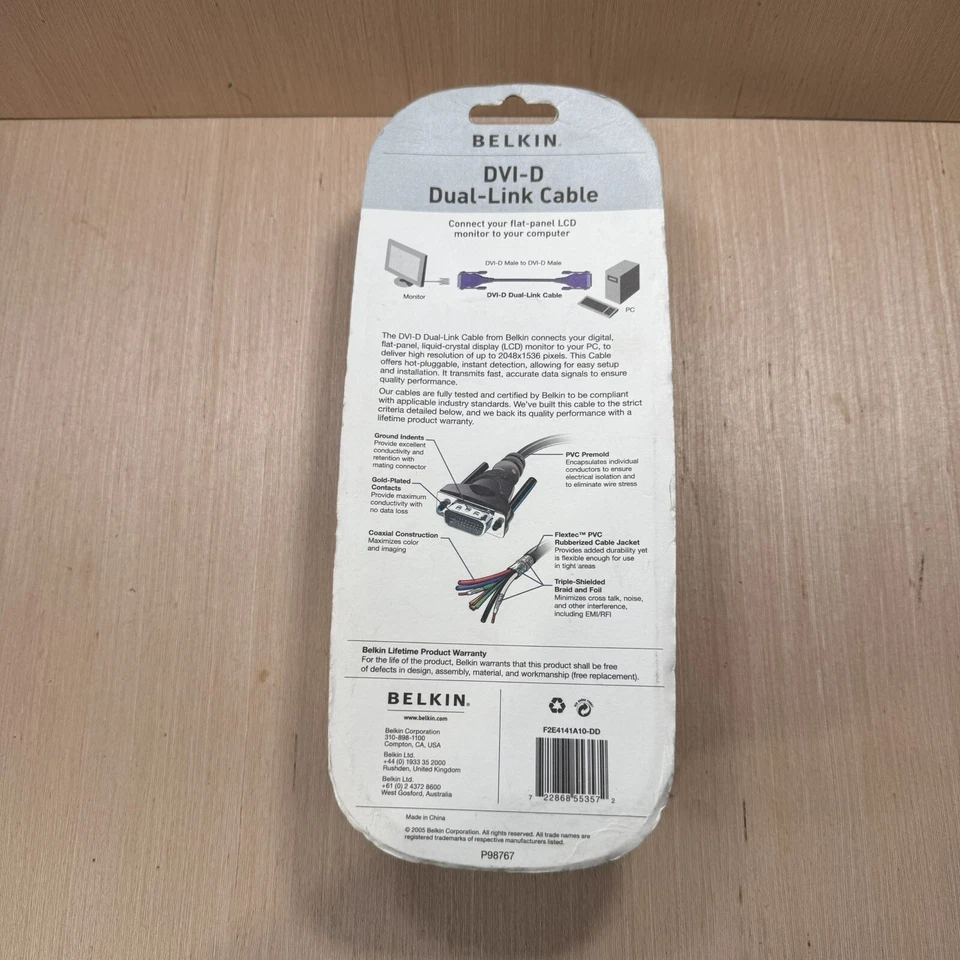 BELKIN.
DVI-D
Dual-Link Cable
Connect your flat-panel LCD
monitor to your computer
DVI-D Male to DVI-D Male
DVI-D Dual-Link Cable
Monitor
PC
The DVI-D Dual-Link Cable from Belkin connects your digital,
flat-panel, liquid-crystal display (LCD) monitor to your PC, to
deliver high resolution of up to 2048x1536 pixels. This Cable
offers hot-pluggable, instant detection, allowing for easy setup
and installation. It transmits fast, accurate data signals to ensure
quality performance.
Our cables are fully tested and certified by Belkin to be compliant
with applicable industry standards. We've built this cable to the strict
criteria detailed below, and we back its quality performance with a
lifetime product warranty.
Ground Indents
Provide excellent
conductivity and
retention with
mating connector
Gold-Plated
Contacts
Provide maximum
conductivity with
no data loss
Coaxial Construction
Maximizes color
and imaging
PVC Premold
Encapsulates individual
conductors to ensure
electrical isolation and
to eliminate wire stress
Flextec™ PVC
Rubberized Cable Jacket
Provides added durability yet
is flexible enough for use
in tight areas
Triple-Shielded
Braid and Foil
Minimizes cross talk, noise,
and other interference,
including EMI/RFI
Belkin Lifetime Product Warranty
For the life of the product, Belkin warrants that this product shall be free
of defects in design, assembly, material, and workmanship (free replacement).
BELKIN®
www.belkin.com
Belkin Corporation
310-898-1100
Compton, CA, USA
Belkin Ltd.
+44 (0) 1933 35 2000
Rushden, United Kingdom
Belkin Ltd.
+61 (0) 2 4372 8600
West Gosford, Australia
F2E4141A10-DD
7 22868 55357 2
Made in China
© 2005 Belkin Corporation. All rights reserved. All trade names are
registered trademarks of respective manufacturers listed.
P98767